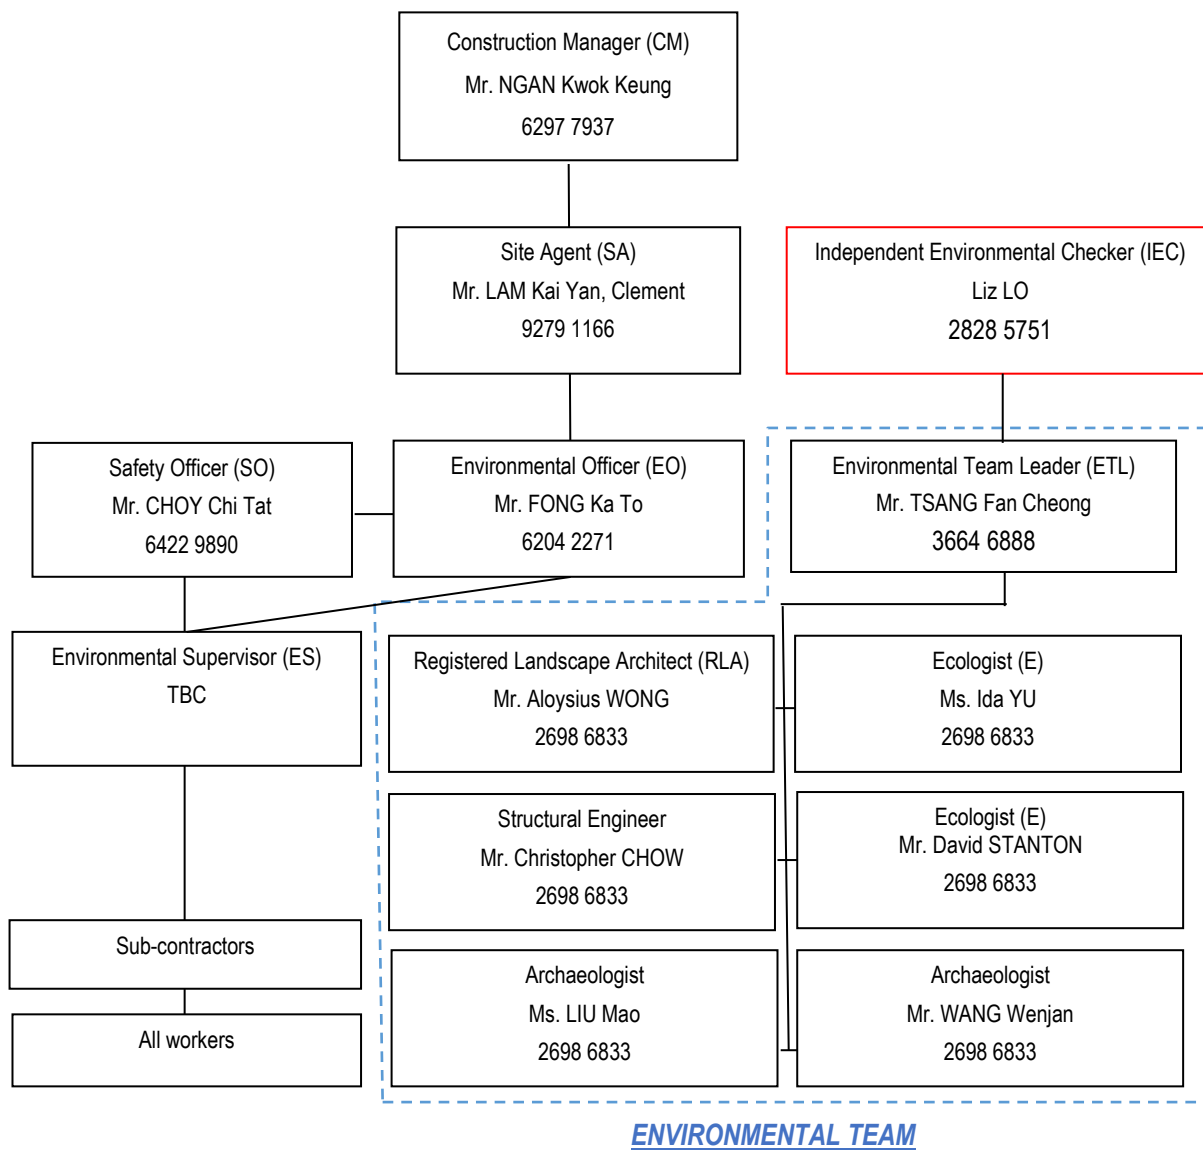 Construction Manager (CM)
Mr. NGAN Kwok Keung
6297 7937
Site Agent (SA)
Mr. LAM Kai Yan, Clement
9279 1166
Independent Environmental Checker (IEC)
Liz LO
2828 5751
Safety Officer (SO)
Mr. CHOY Chi Tat
6422 9890
Environmental Officer (EO)
Mr. FONG Ka To
6204 2271
Environmental Team Leader (ETL)
Mr. TSANG Fan Cheong
3664 6888
Environmental Supervisor (ES)
TBC
Registered Landscape Architect (RLA)
Mr. Aloysius WONG
2698 6833
Ecologist (E)
Ms. Ida YU
2698 6833
Structural Engineer
Mr. Christopher CHOW
2698 6833
Ecologist (E)
Mr. David STANTON
2698 6833
Sub-contractors
Archaeologist
Ms. LIU Mao
2698 6833
Archaeologist
Mr. WANG Wenjan
2698 6833
All workers
ENVIRONMENTAL TEAM